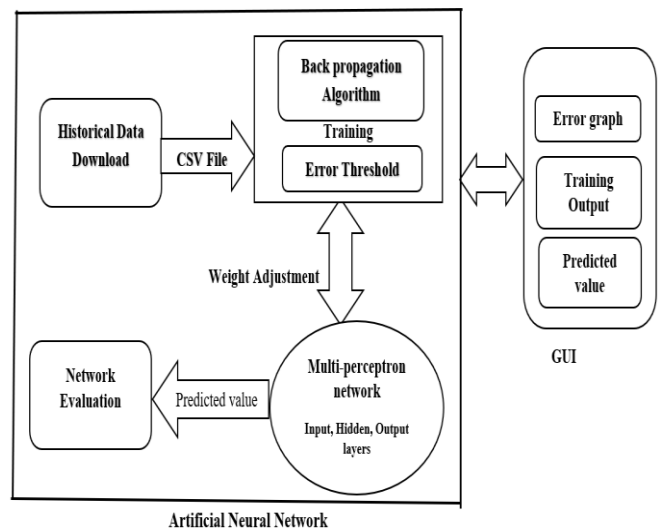 Back propagation
Algorithm
Training
Error Threshold
Historical Data
Download
CSV File
Weight Adjustment
Multi-perceptron
network
Input, Hidden, Output
layers
Predicted value
Network
Evaluation
Artificial Neural Network
Error graph
Training
Output
Predicted
value
GUI